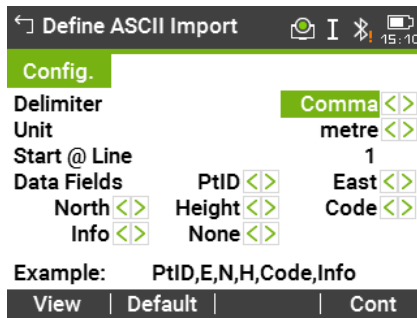 Define ASCII Import I 15:10
Config.
Delimiter Comma
Unit metre
Start @ Line 1
Data Fields PtID East
North Height Code
Info None
Example: PtID,E,N,H,Code,Info
View | Default | | Cont